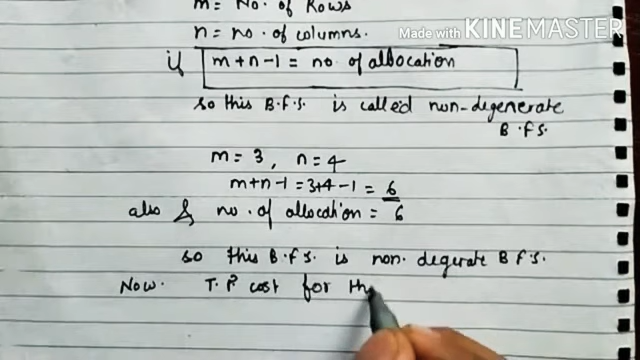 m = No. of Rows
n = no. of columns.
if m+n-1 = no. of allocation
so this B.F.S. is called non-degenerate
B.F.S.
m = 3, n = 4
m+n-1 = 3+4-1 = 6
also & no. of allocation = 6
so this B.F.S. is non. degerate B F S.
Now. T.P. cost for th
Made with KINEMASTER